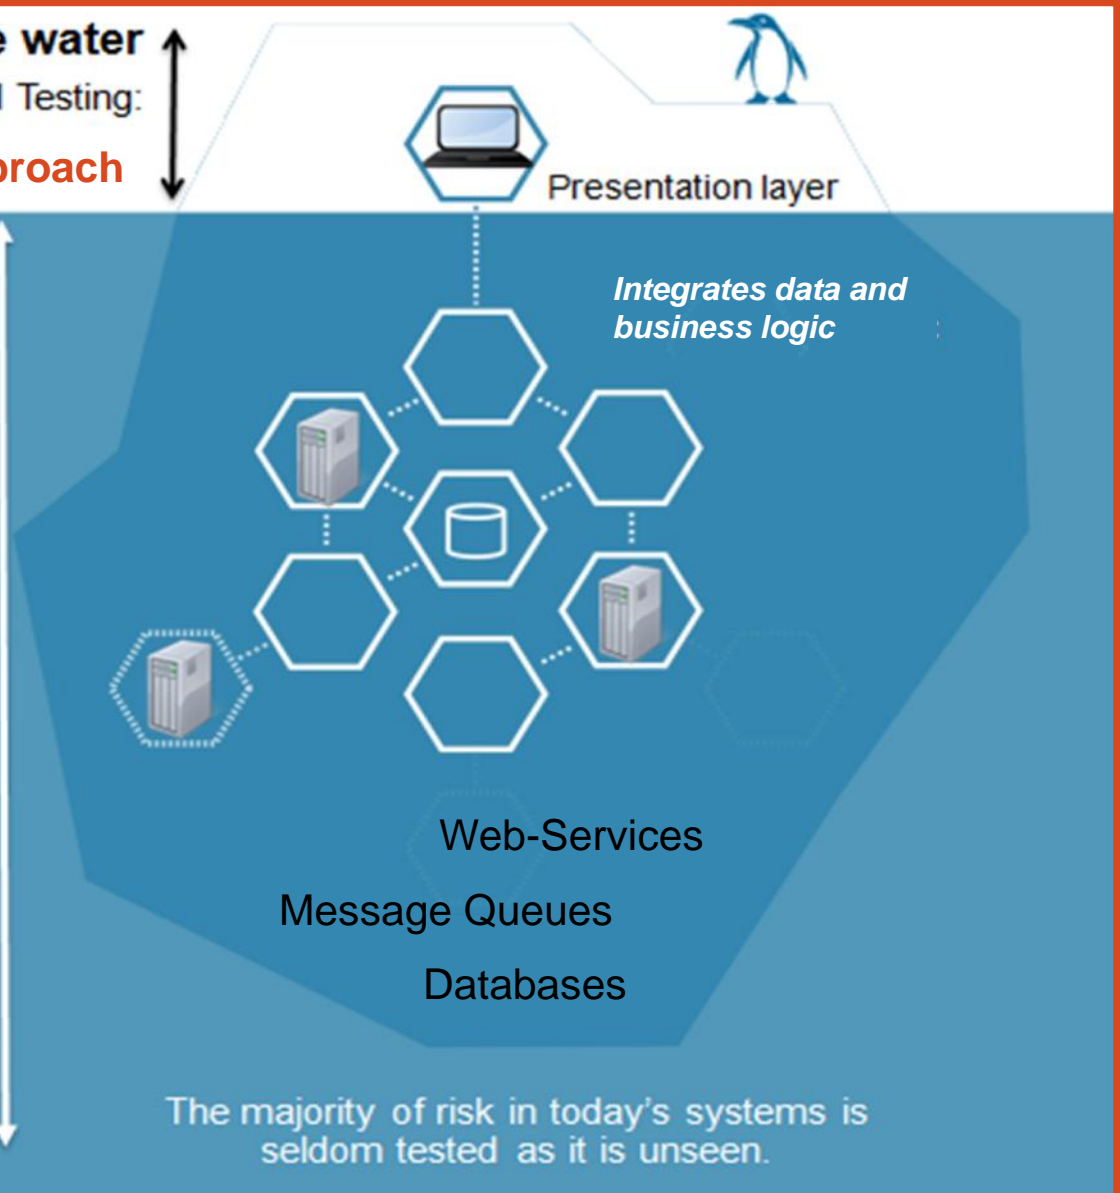 e water
l Testing:
proach
Presentation layer
Integrates data and
business logic
Web-Services
Message Queues
Databases
The majority of risk in today's systems is
seldom tested as it is unseen.